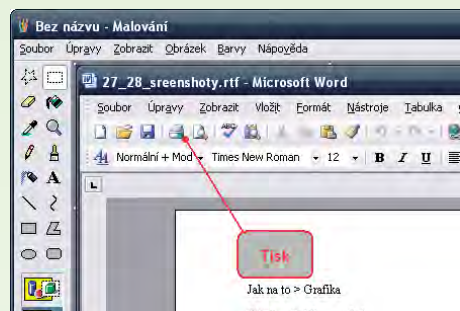 Bez názvu - Malování
Soubor Úpravy Zobrazit Obrázek Barvy Nápověda
27_28_sreenshoty.rtf - Microsoft Word
Soubor Úpravy Zobrazit Vložit Formát Nástroje Tabulka
Normální + Mod Times New Roman 12 B I U
A
L
Tisk
Jak na to > Grafika